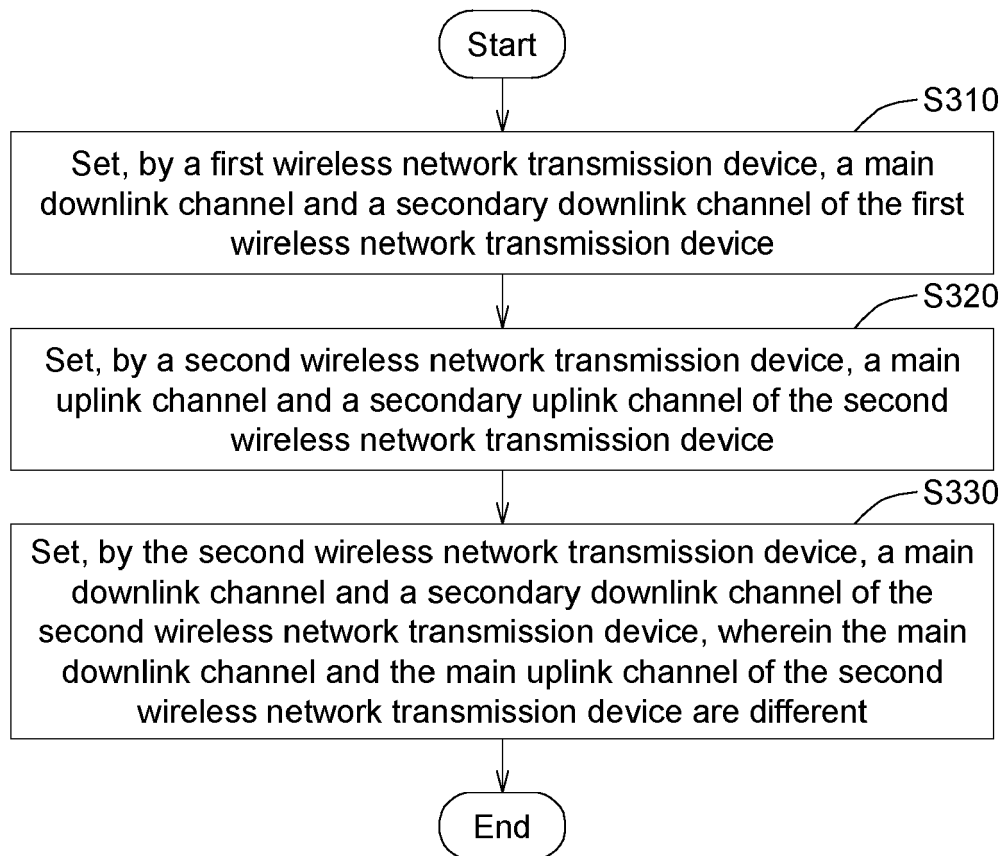 Start
S310
Set, by a first wireless network transmission device, a main
downlink channel and a secondary downlink channel of the first
wireless network transmission device
S320
Set, by a second wireless network transmission device, a main
uplink channel and a secondary uplink channel of the second
wireless network transmission device
S330
Set, by the second wireless network transmission device, a main
downlink channel and a secondary downlink channel of the
second wireless network transmission device, wherein the main
downlink channel and the main uplink channel of the second
wireless network transmission device are different
End